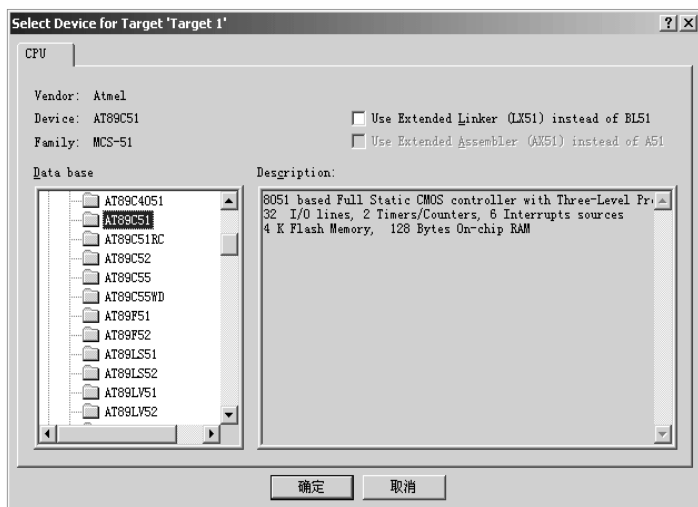 Select Device for Target 'Target 1'
CPU
Vendor: Atmel
Device: AT89C51
Use Extended Linker (LX51) instead of BL51
Family: MCS-51
Use Extended Assembler (AX51) instead of A51
Data base
Description:
AT89C4051
AT89C51
AT89C51RC
AT89C52
AT89C55
AT89C55WD
AT89F51
AT89F52
AT89LS51
AT89LS52
AT89LV51
AT89LV52
8051 based Full Static CMOS controller with Three-Level Pr
32 I/O lines, 2 Timers/Counters, 6 Interrupts sources
4 K Flash Memory, 128 Bytes On-chip RAM
确定
取消